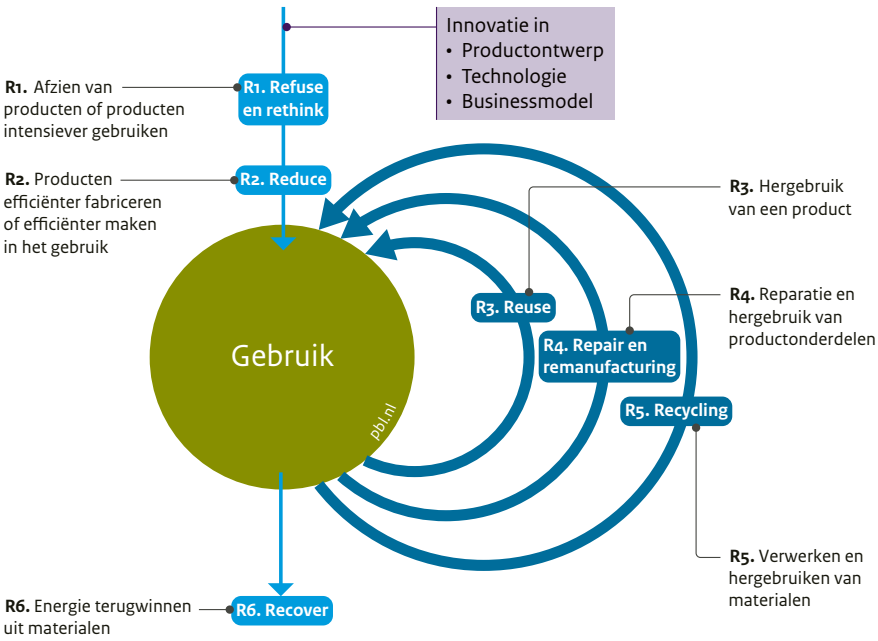 Innovatie in
• Productontwerp
• Technologie
• Businessmodel
R1. Afzien van
producten of producten
intensiever gebruiken
R1. Refuse
en rethink
R2. Producten
efficiënter fabriceren
of efficiënter maken
in het gebruik
R2. Reduce
R3. Hergebruik
van een product
R3. Reuse
R4. Reparatie en
hergebruik van
productonderdelen
R4. Repair en
remanufacturing
Gebruik
pbl.nl
R5. Recycling
R5. Verwerken en
hergebruiken van
materialen
R6. Energie terugwinnen
uit materialen
R6. Recover